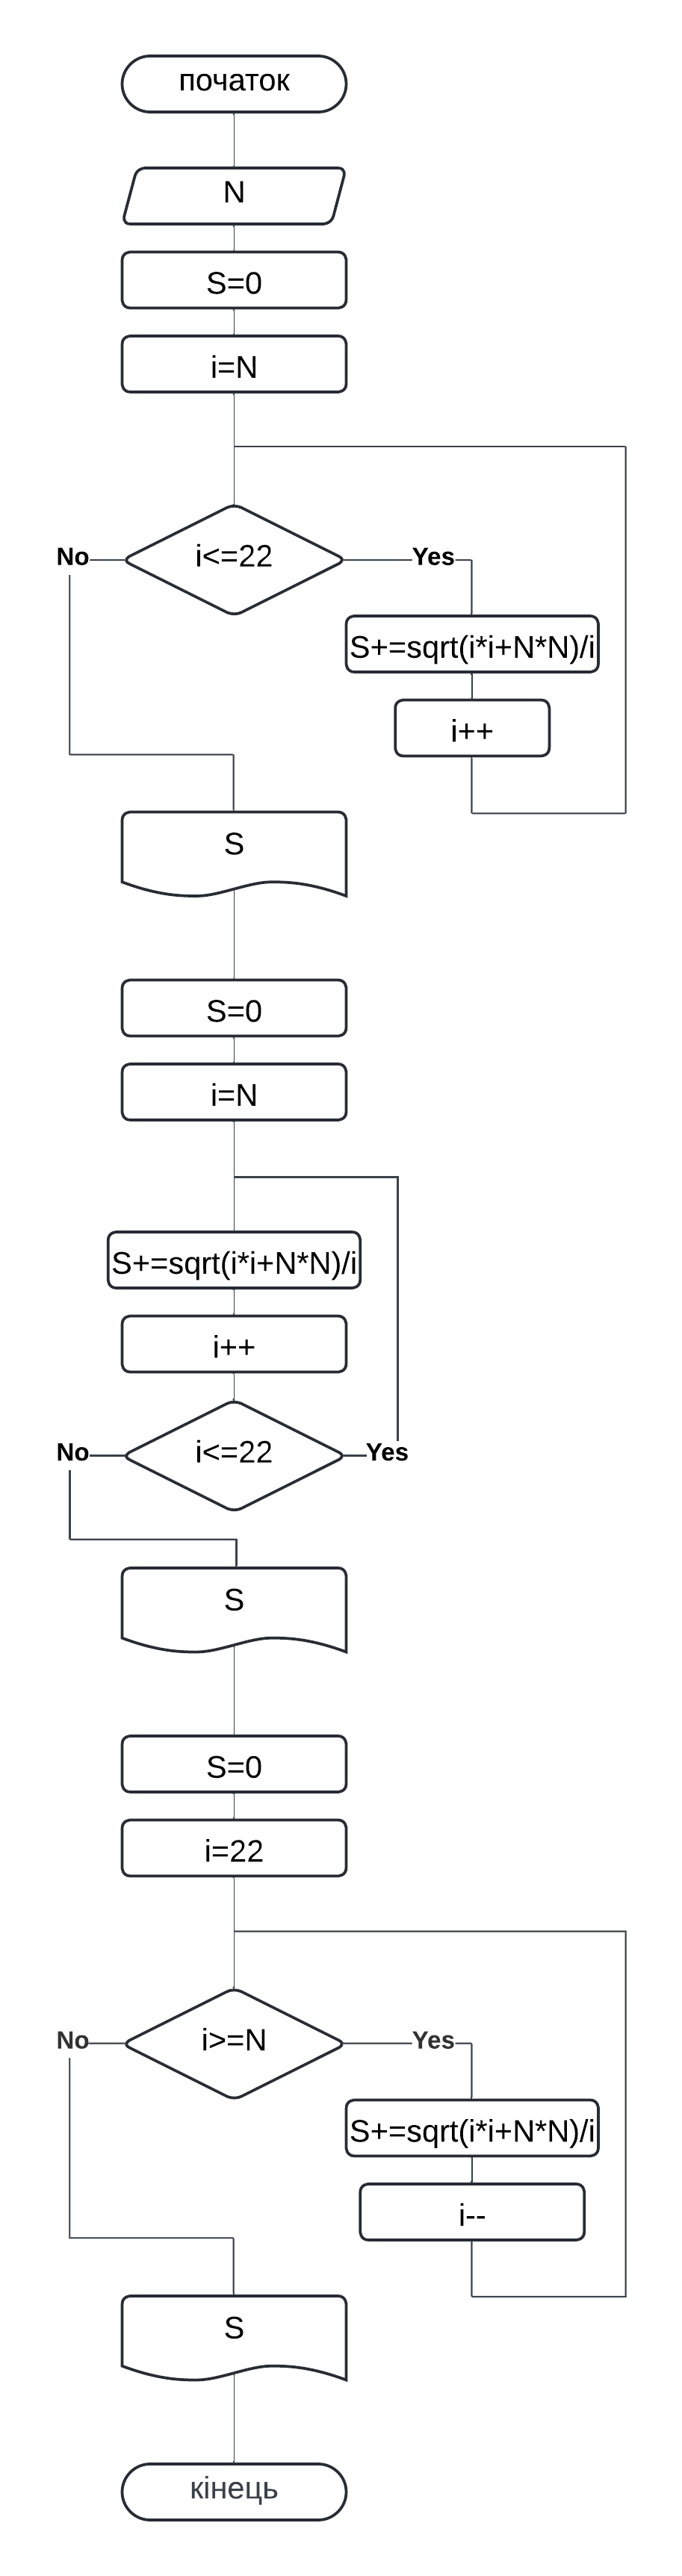 початок
N
S=0
i=N
i<=22
No
Yes
S+=sqrt(i*i+N*N)/i
i++
S
S=0
i=N
S+=sqrt(i*i+N*N)/i
i++
i<=22
No
Yes
S
S=0
i=22
i>=N
No
Yes
S+=sqrt(i*i+N*N)/i
i--
S
кінець